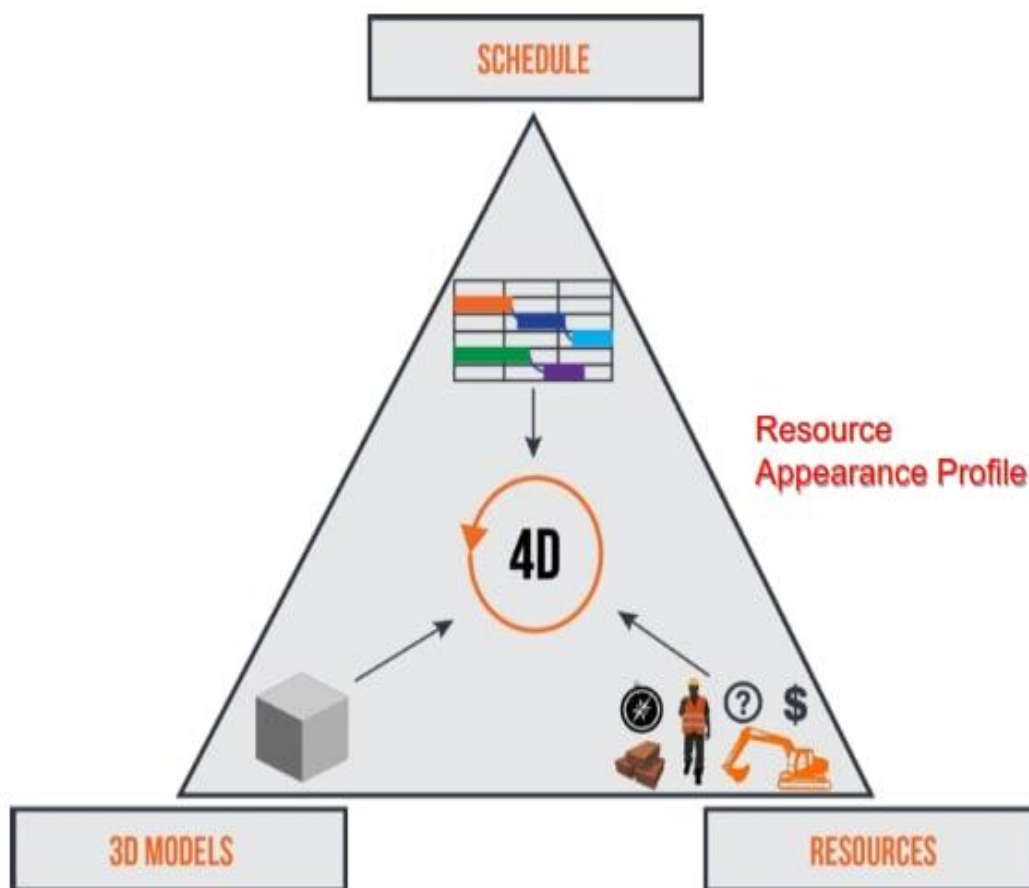 SCHEDULE
Resource
Appearance Profile
4D
?
$
3D MODELS
RESOURCES